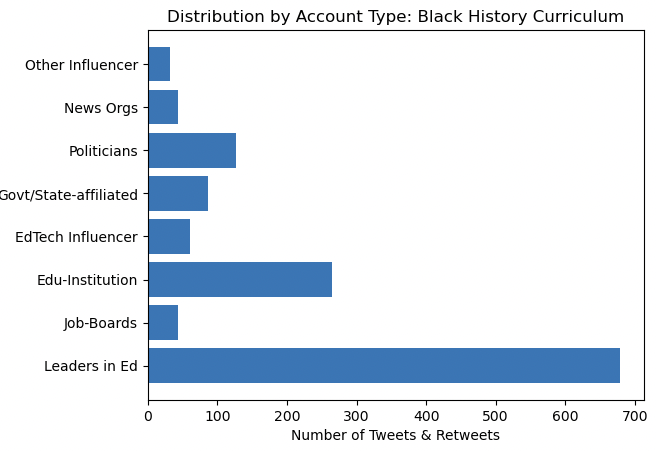 Distribution by Account Type: Black History Curriculum
Other Influencer
News Orgs
Politicians
Govt/State-affiliated
EdTech Influencer
Edu-Institution
Job-Boards
Leaders in Ed
0 100 200 300 400 500 600 700
Number of Tweets & Retweets